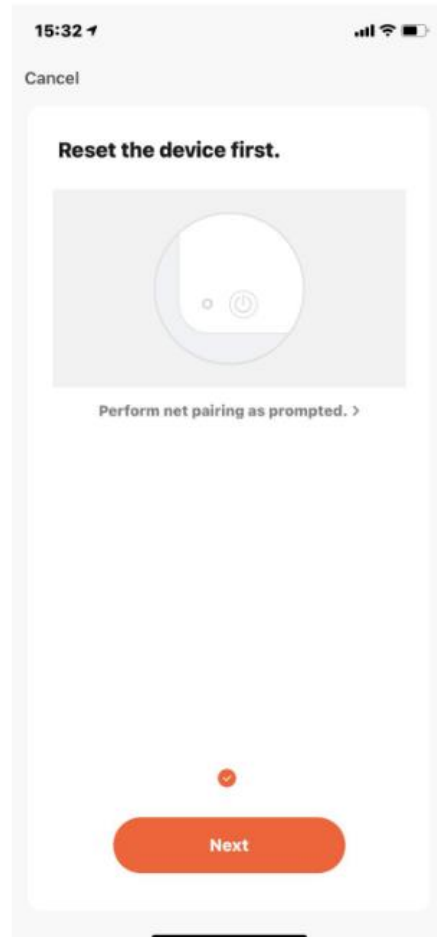 15:32
Cancel
Reset the device first.
Perform net pairing as prompted. >
Next